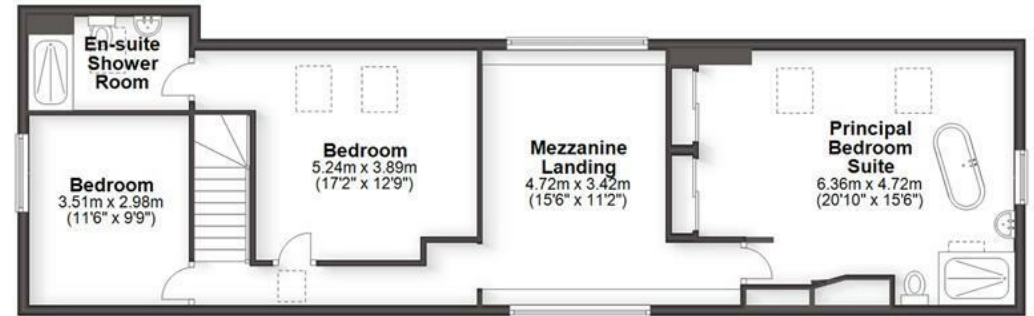 En-suite
Shower
Room
Bedroom
3.51m x 2.98m
(11'6" x 9'9")
Bedroom
5.24m x 3.89m
(17'2" x 12'9")
Mezzanine
Landing
4.72m x 3.42m
(15'6" x 11'2")
Principal
Bedroom
Suite
6.36m x 4.72m
(20'10" x 15'6")